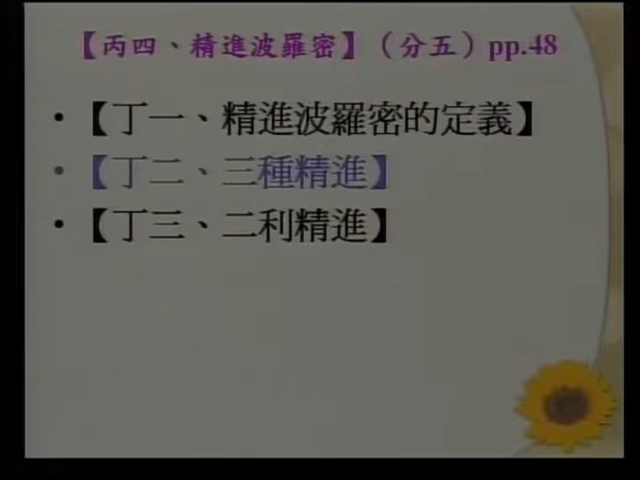 【丙四、精進波羅密】（分五）pp.48
•【丁一、精進波羅密的定義】
•【丁二、三種精進】
•【丁三、二利精進】